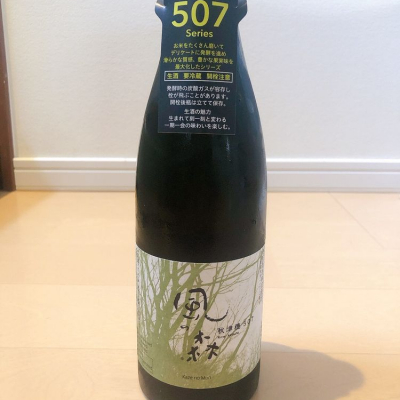 507
Series
お米をたくさん磨いて
デリケートに発酵を進め
滑らかな質感、豊かな果実味を
最大化したシリーズ
生酒 要冷蔵 開栓注意
発酵時の炭酸ガスが残存し
栓が飛ぶことがあります。
開栓後瓶は立てて保存。
生酒の魅力
生まれて刻一刻と変わる
一期一会の味わいを楽しむ。
風の森